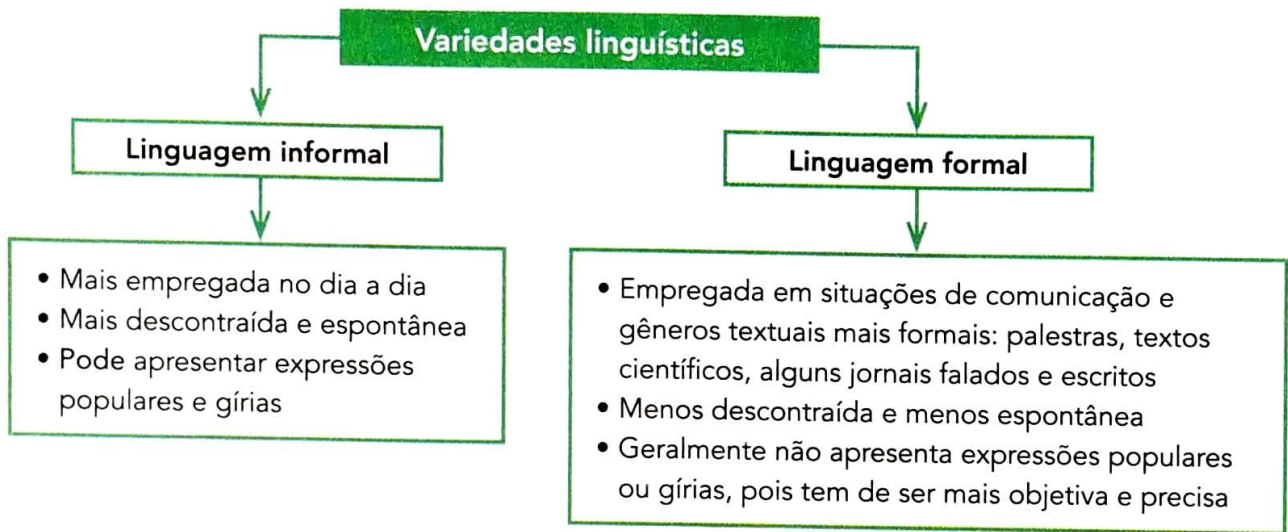 Variedades linguísticas
Linguagem informal
• Mais empregada no dia a dia
• Mais descontraída e espontânea
• Pode apresentar expressões
populares e gírias
Linguagem formal
• Empregada em situações de comunicação e
gêneros textuais mais formais: palestras, textos
científicos, alguns jornais falados e escritos
• Menos descontraída e menos espontânea
• Geralmente não apresenta expressões populares
ou gírias, pois tem de ser mais objetiva e precisa